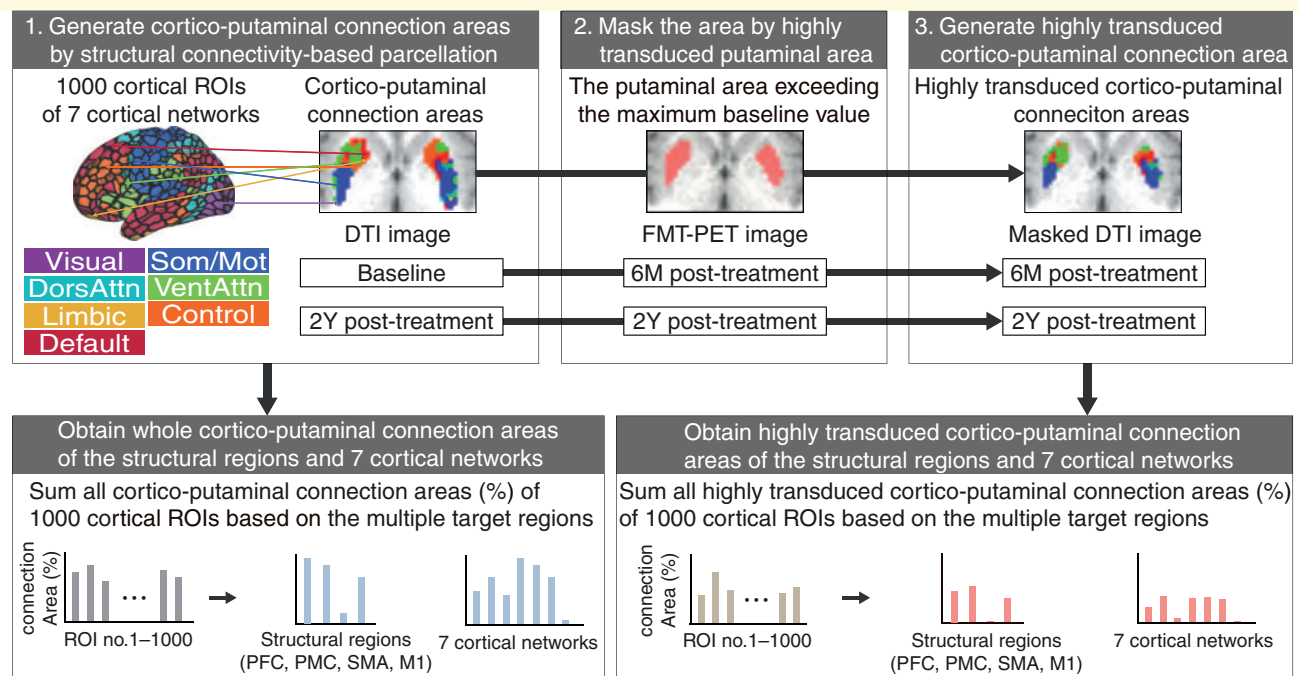 1. Generate cortico-putaminal connection areas
by structural connectivity-based parcellation
1000 cortical ROIs
of 7 cortical networks
Cortico-putaminal
connection areas
DTI image
Visual
Som/Mot
DorsAttn
VentAttn
Limbic
Control
Default
Baseline
2Y post-treatment
2. Mask the area by highly
transduced putaminal area
The putaminal area exceeding
the maximum baseline value
FMT-PET image
6M post-treatment
2Y post-treatment
3. Generate highly transduced
cortico-putaminal connection area
Highly transduced cortico-putaminal
conneciton areas
Masked DTI image
6M post-treatment
2Y post-treatment
Obtain whole cortico-putaminal connection areas
of the structural regions and 7 cortical networks
Sum all cortico-putaminal connection areas (%) of
1000 cortical ROIs based on the multiple target regions
connection
Area (%)
...
ROI no.1–1000
Structural regions
(PFC, PMC, SMA, M1)
7 cortical networks
Obtain highly transduced cortico-putaminal connection
areas of the structural regions and 7 cortical networks
Sum all highly transduced cortico-putaminal connection areas (%)
of 1000 cortical ROIs based on the multiple target regions
connection
Area (%)
...
ROI no.1–1000
Structural regions
(PFC, PMC, SMA, M1)
7 cortical networks